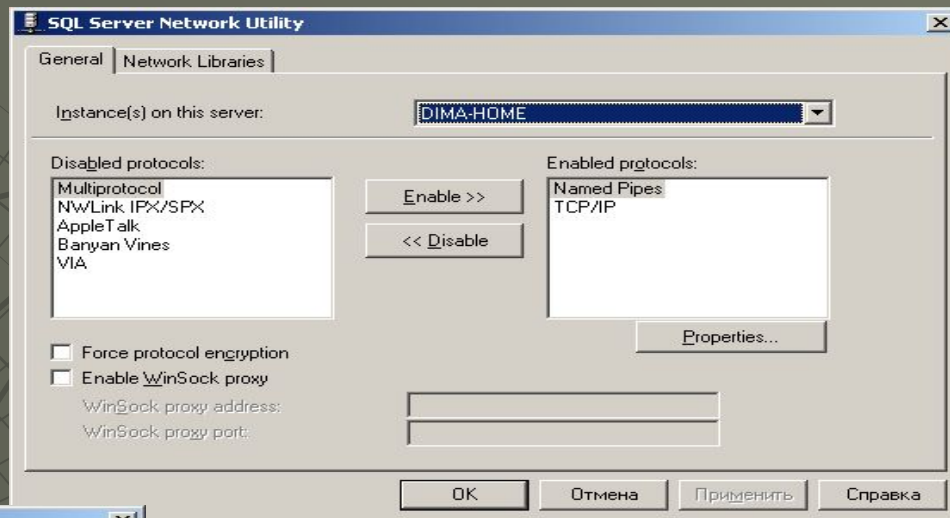 SQL Server Network Utility
General
Network Libraries
Instance(s) on this server:
DIMA-HOME
Disabled protocols:
Enabled protocols:
Multiprotocol
NWLink IPX/SPX
AppleTalk
Banyan Vines
VIA
Enable >>
<< Disable
Named Pipes
TCP/IP
Properties...
Force protocol encryption
Enable WinSock proxy
WinSock proxy address:
WinSock proxy port:
OK
Отмена
Применить
Справка